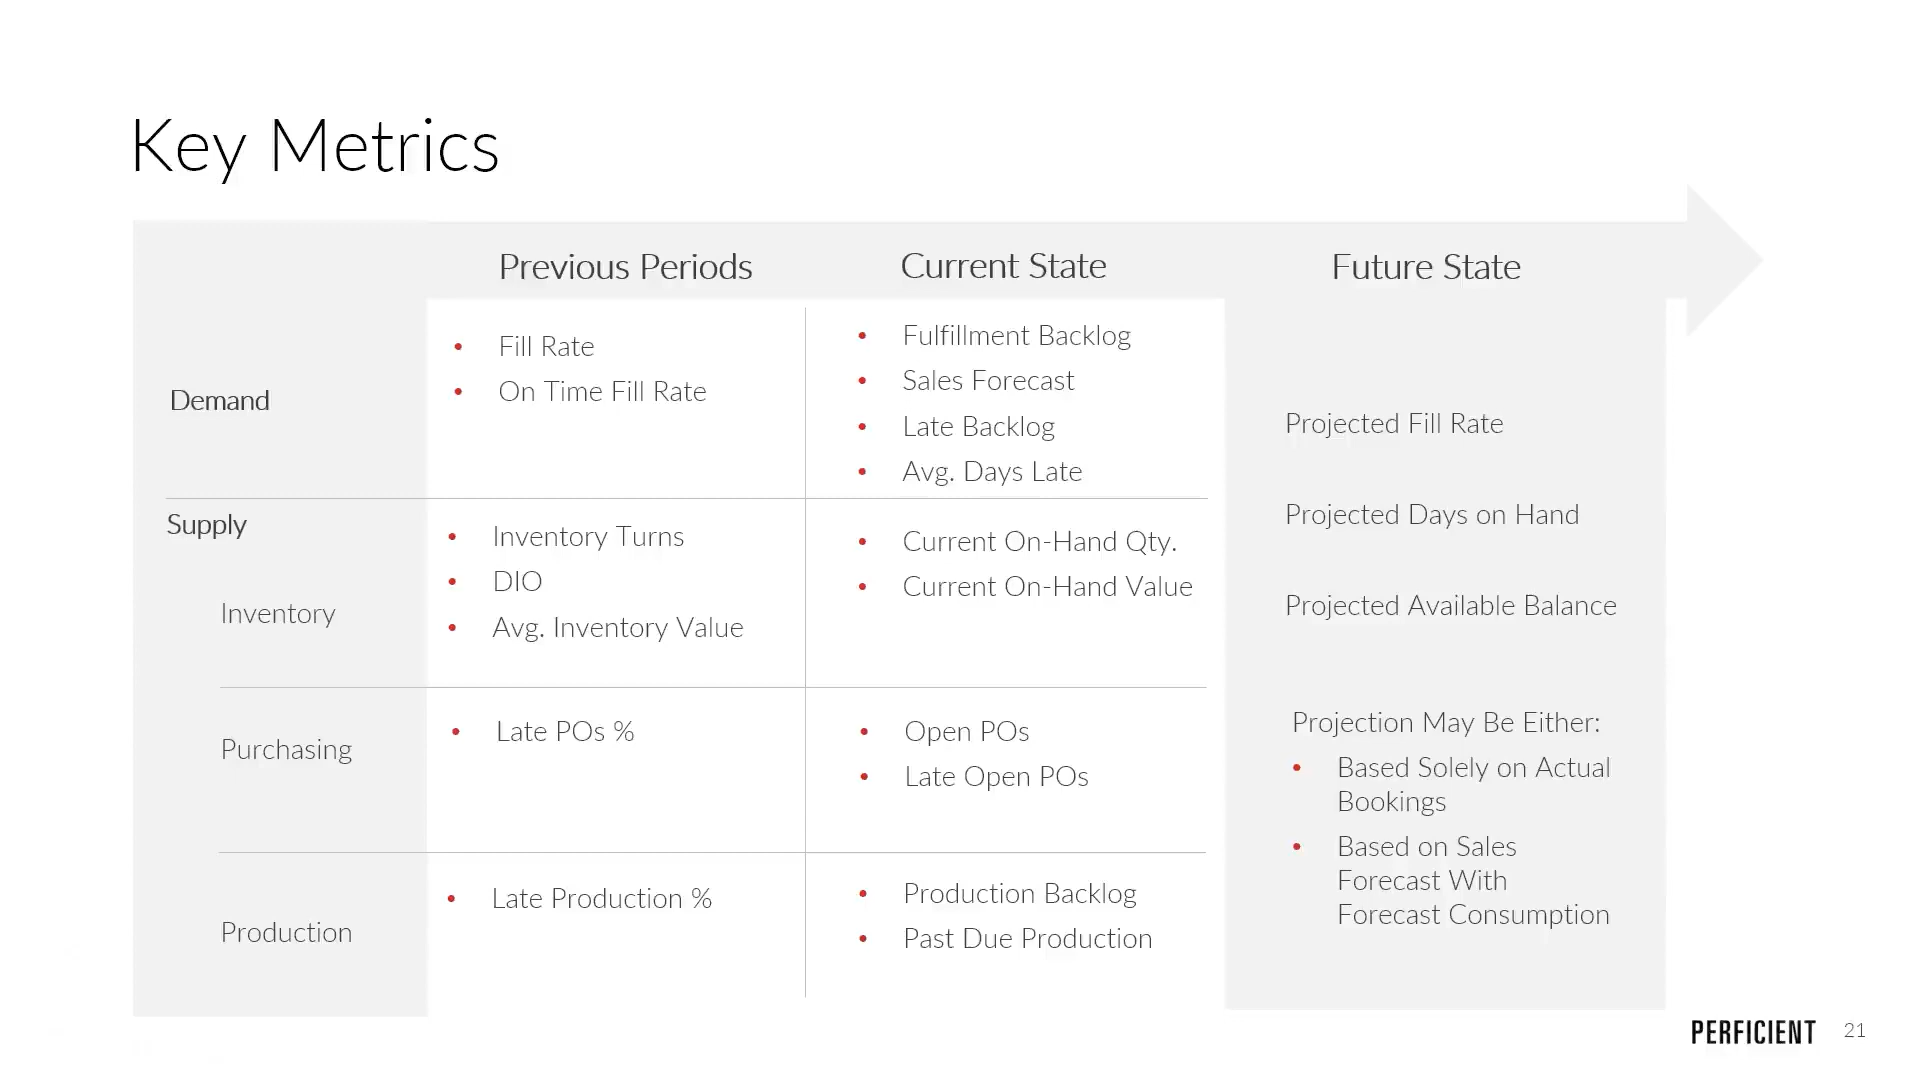 Key Metrics
Previous Periods
Current State
Future State
Demand
• Fill Rate
• On Time Fill Rate
• Fulfillment Backlog
• Sales Forecast
• Late Backlog
• Avg. Days Late
Supply
Inventory
• Inventory Turns
• DIO
• Avg. Inventory Value
• Current On-Hand Qty.
• Current On-Hand Value
Purchasing
• Late POs %
• Open POs
• Late Open POs
Production
• Late Production %
• Production Backlog
• Past Due Production
Projected Fill Rate
Projected Days on Hand
Projected Available Balance
Projection May Be Either:
• Based Solely on Actual
Bookings
• Based on Sales
Forecast With
Forecast Consumption
PERFICIENT
21